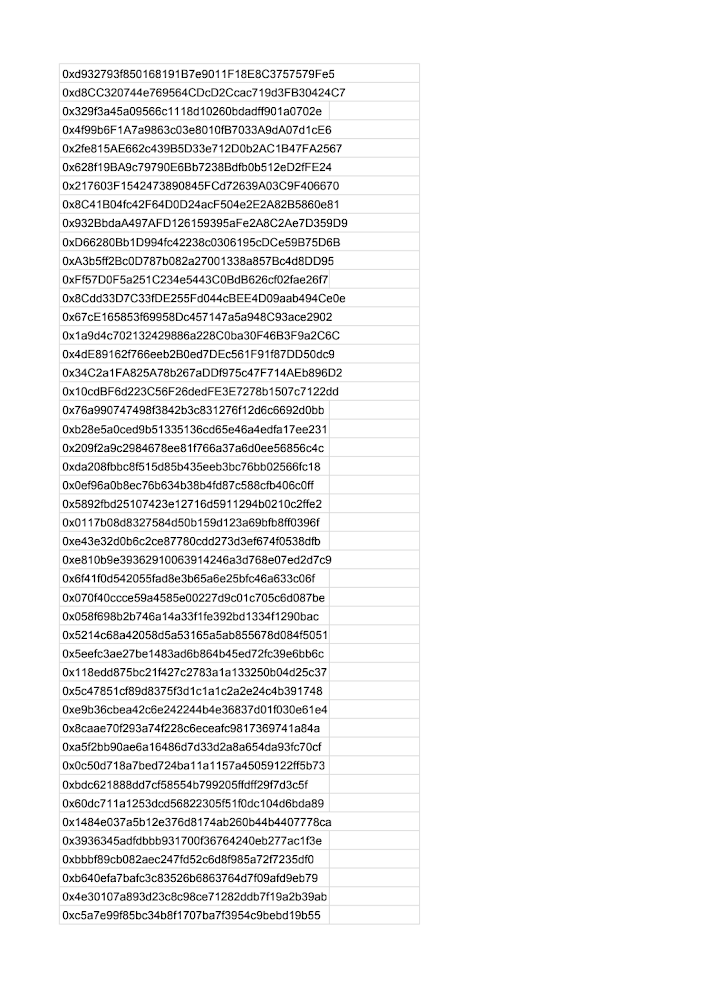 0xd932793f850168191B7e9011F18E8C3757579Fe5
0xd8CC320744e769564CDcD2Ccac719d3FB30424C7
0x329f3a45a09566c1118d10260bdadff901a0702e
0x4f99b6F1A7a9863c03e8010fB7033A9dA07d1cE6
0x2fe815AE662c439B5D33e712D0b2AC1B47FA2567
0x628f19BA9c79790E6Bb7238Bdfb0b512eD2fFE24
0x217603F1542473890845FCd72639A03C9F406670
0x8C41B04fc42F64D0D24acF504e2E2A82B5860e81
0x932BbdaA497AFD126159395aFe2A8C2Ae7D359D9
0xD66280Bb1D994fc42238c0306195cDCe59B75D6B
0xA3b5ff2Bc0D787b082a27001338a857Bc4d8DD95
0xFf57D0F5a251C234e5443C0BdB626cf02fae26f7
0x8Cdd33D7C33fDE255Fd044cBEE4D09aab494Ce0e
0x67cE165853f69958Dc457147a5a948C93ace2902
0x1a9d4c702132429886a228C0ba30F46B3F9a2C6C
0x4dE89162f766eeb2B0ed7DEc561F91f87DD50dc9
0x34C2a1FA825A78b267aDDf975c47F714AEb896D2
0x10cdBF6d223C56F26dedFE3E7278b1507c7122dd
0x76a990747498f3842b3c831276f12d6c6692d0bb
0xb28e5a0ced9b51335136cd65e46a4edfa17ee231
0x209f2a9c2984678ee81f766a37a6d0ee56856c4c
0xda208fbbc8f515d85b435eeb3bc76bb02566fc18
0x0ef96a0b8ec76b634b38b4fd87c588cfb406c0ff
0x5892fbd25107423e12716d5911294b0210c2ffe2
0x0117b08d8327584d50b159d123a69bfb8ff0396f
0xe43e32d0b6c2ce87780cdd273d3ef674f0538dfb
0xe810b9e39362910063914246a3d768e07ed2d7c9
0x6f41f0d542055fad8e3b65a6e25bfc46a633c06f
0x070f40ccce59a4585e00227d9c01c705c6d087be
0x058f698b2b746a14a33f1fe392bd1334f1290bac
0x5214c68a42058d5a53165a5ab855678d084f5051
0x5eefc3ae27be1483ad6b864b45ed72fc39e6bb6c
0x118edd875bc21f427c2783a1a133250b04d25c37
0x5c47851cf89d8375f3d1c1a1c2a2e24c4b391748
0xe9b36cbea42c6e242244b4e36837d01f030e61e4
0x8caae70f293a74f228c6eceafc9817369741a84a
0xa5f2bb90ae6a16486d7d33d2a8a654da93fc70cf
0x0c50d718a7bed724ba11a1157a45059122ff5b73
0xbdc621888dd7cf58554b799205ffdff29f7d3c5f
0x60dc711a1253dcd56822305f51f0dc104d6bda89
0x1484e037a5b12e376d8174ab260b44b4407778ca
0x3936345adfdbbb931700f36764240eb277ac1f3e
0xbbbf89cb082aec247fd52c6d8f985a72f7235df0
0xb640efa7bafc3c83526b6863764d7f09afd9eb79
0x4e30107a893d23c8c98ce71282ddb7f19a2b39ab
0xc5a7e99f85bc34b8f1707ba7f3954c9bebd19b55